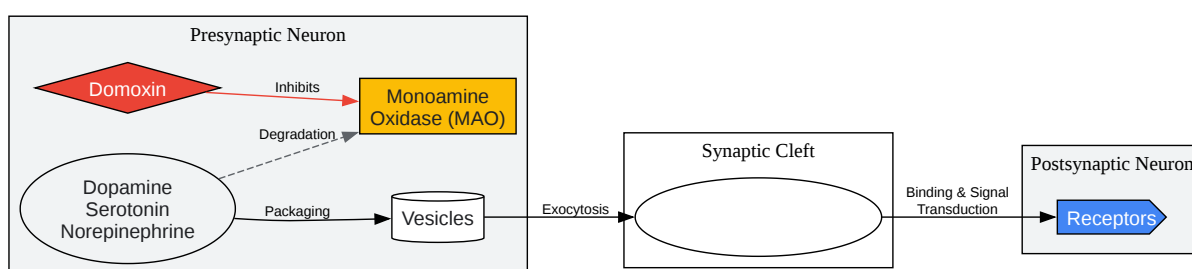 Presynaptic Neuron
Domoxin
Inhibits
Monoamine
Oxidase (MAO)
Degradation
Dopamine
Serotonin
Norepinephrine
Packaging
Vesicles
Exocytosis
Synaptic Cleft
Binding & Signal
Transduction
Postsynaptic Neuron
Receptors